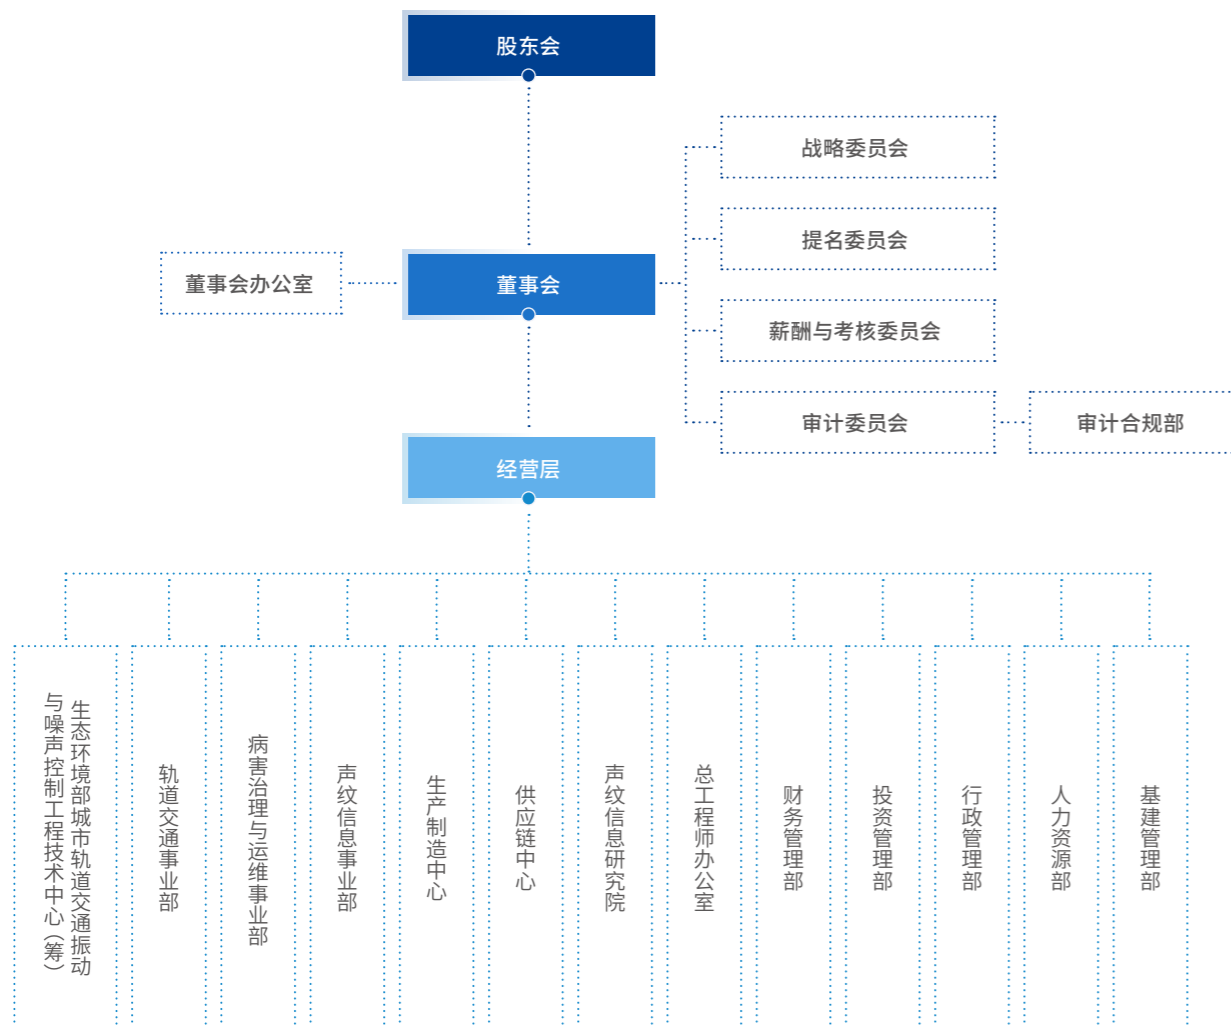 股东会
战略委员会
提名委员会
董事会办公室
董事会
薪酬与考核委员会
审计委员会
审计合规部
经营层
生态环境部城市轨道交通振动
与噪声控制工程技术中心（筹）
轨道交通事业部
病害治理与运维事业部
声纹信息事业部
生产制造中心
供应链中心
声纹信息研究院
总工程师办公室
财务管理部
投资管理部
行政管理部
人力资源部
基建管理部